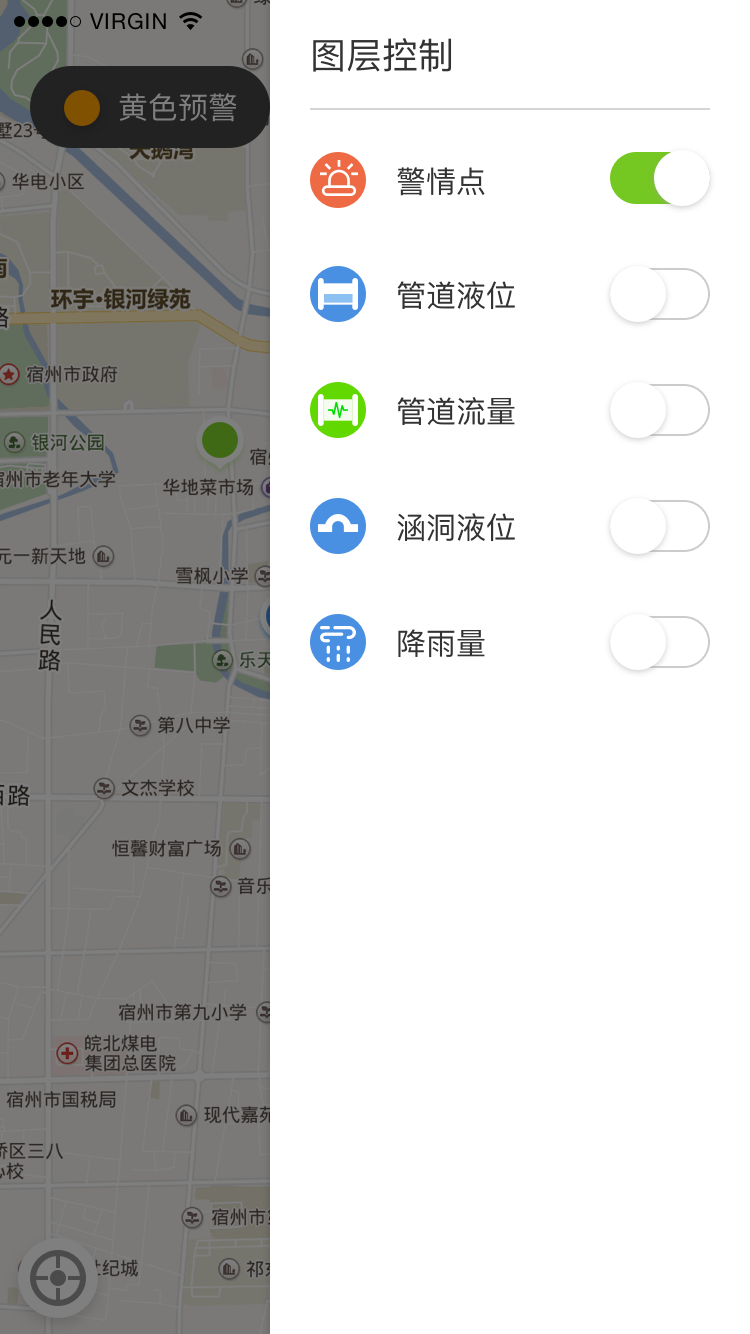 VIRGIN
图层控制
黄色预警
墅23号
天鹅湾
华电小区
警情点
环宇·银河绿苑
管道液位
路
宿州市政府
管道流量
银河公园
宿州市老年大学
华地菜市场
元一新天地
涵洞液位
雪枫小学
人民路
降雨量
乐天
第八中学
路
文杰学校
恒馨财富广场
音乐
宿州市第九小学
皖北煤电
集团总医院
宿州市国税局
现代嘉苑
桥区三八
心校
宿州市
世纪城